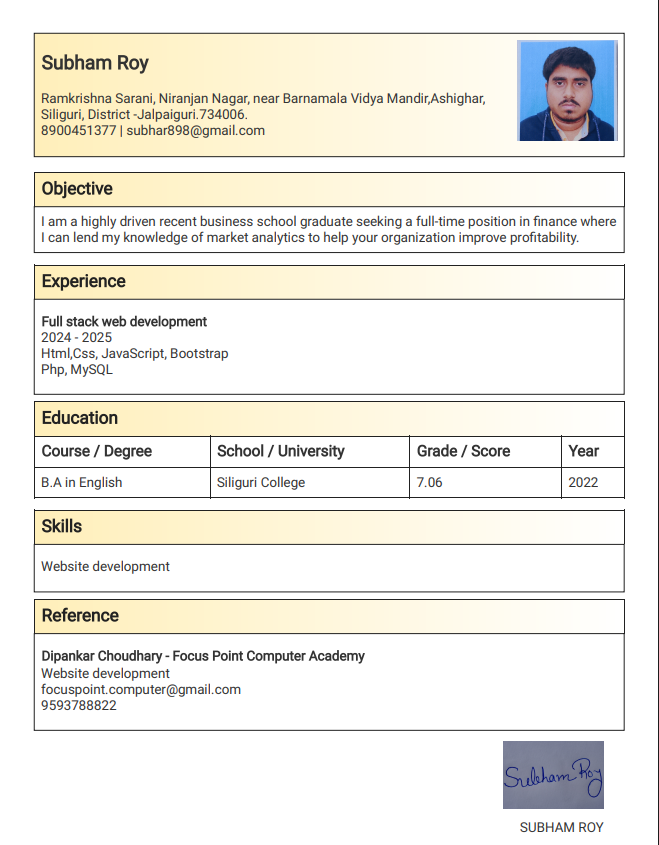 Subham Roy
Ramkrishna Sarani, Niranjan Nagar, near Barnamala Vidya Mandir,Ashighar,
Siliguri, District -Jalpaiguri.734006.
8900451377 | subhar898@gmail.com
Objective
I am a highly driven recent business school graduate seeking a full-time position in finance where
I can lend my knowledge of market analytics to help your organization improve profitability.
Experience
Full stack web development
2024 - 2025
Html,Css, JavaScript, Bootstrap
Php, MySQL
Education
Course / Degree School / University Grade / Score Year
B.A in English Siliguri College 7.06 2022
Skills
Website development
Reference
Dipankar Choudhary - Focus Point Computer Academy
Website development
focuspoint.computer@gmail.com
9593788822
Subham Roy
SUBHAM ROY